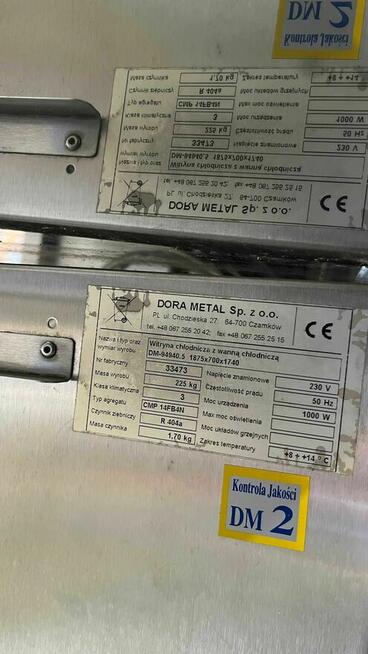 DORA METAL Sp. z o.o.
PL ul. Chodzieska 27 64-700 Czarnków
tel. +48 067 255 20 42; fax. +48 067 255 25 15
CE
Nazwa i typ oraz wymiar wyrobu Witryna chłodnicza z wanną chłodniczą
DM-94940.5 1875x700x1740
Nr fabryczny 33473 Napięcie znamionowe 230 V
Masa wyrobu 225 kg Częstotliwość prądu 50 Hz
Klasa klimatyczna 3 Moc urządzenia 1000 W
Typ agregatu CMP 14FB4N Max moc oświetlenia
Czynnik ziębniczy R 404a Moc układów grzejnych
Masa czynnika 1,70 kg Zakres temperatury +8 ÷ +14 ° C
Kontrola Jakości
DM 2